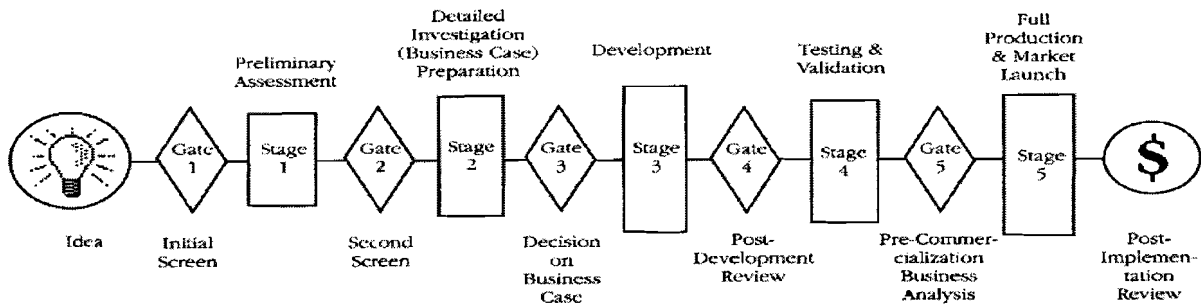 Detailed
Investigation
(Business Case)
Preparation
Full
Production
& Market
Launch
Development
Testing &
Validation
Preliminary
Assessment
Gate
1
Stage
1
Gate
2
Stage
2
Gate
3
Stage
3
Gate
4
Stage
4
Gate
5
Stage
5
$
Idea
Initial
Screen
Second
Screen
Decision
on
Business
Case
Post-
Development
Review
Pre-Commer-
cialization
Business
Analysis
Post-
Implemen-
tation
Review